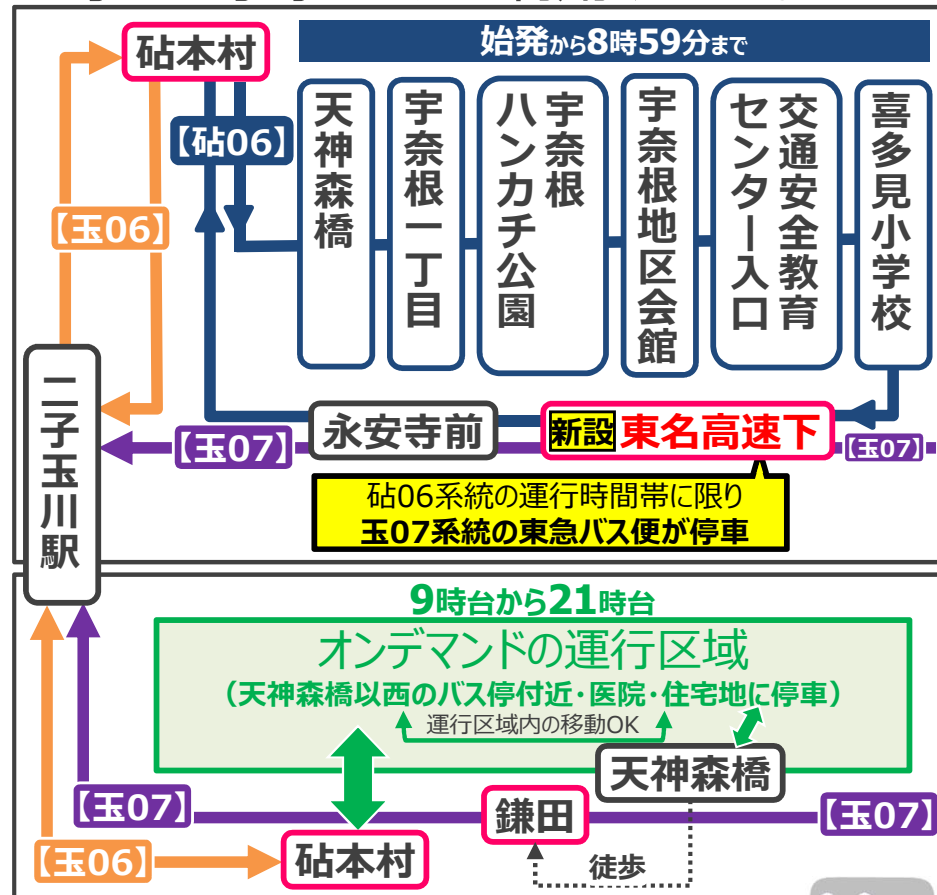 砧本村
始発から8時59分まで
【砧06】
【玉06】
天神森橋
宇奈根一丁目
宇奈根
ハンカチ公園
宇奈根地区会館
交通安全教育
センター入口
喜多見小学校
二子玉川駅
【玉07】
永安寺前
新設 東名高速下
【玉07】
砧06系統の運行時間帯に限り
玉07系統の東急バス便が停車
9時台から21時台
オンデマンドの運行区域
（天神森橋以西のバス停付近・医院・住宅地に停車）
運行区域内の移動OK
天神森橋
【玉07】
鎌田
【玉07】
【玉06】
砧本村
徒歩